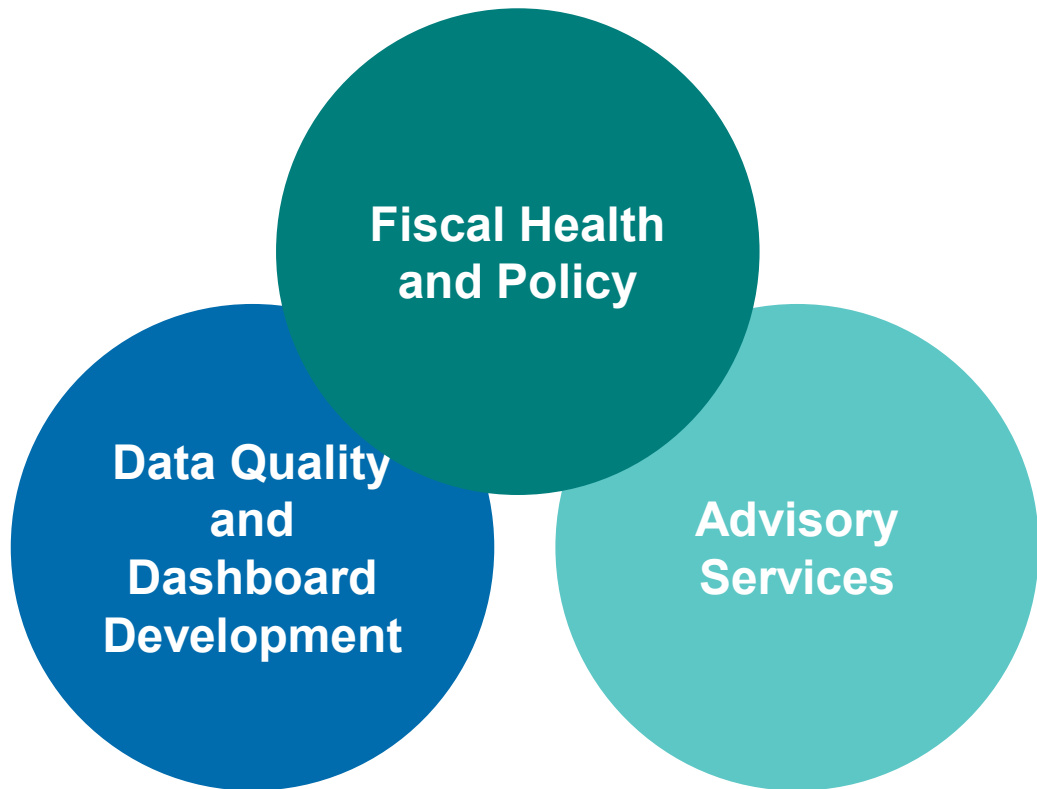 Fiscal Health
and Policy
Data Quality
and
Dashboard
Development
Advisory
Services